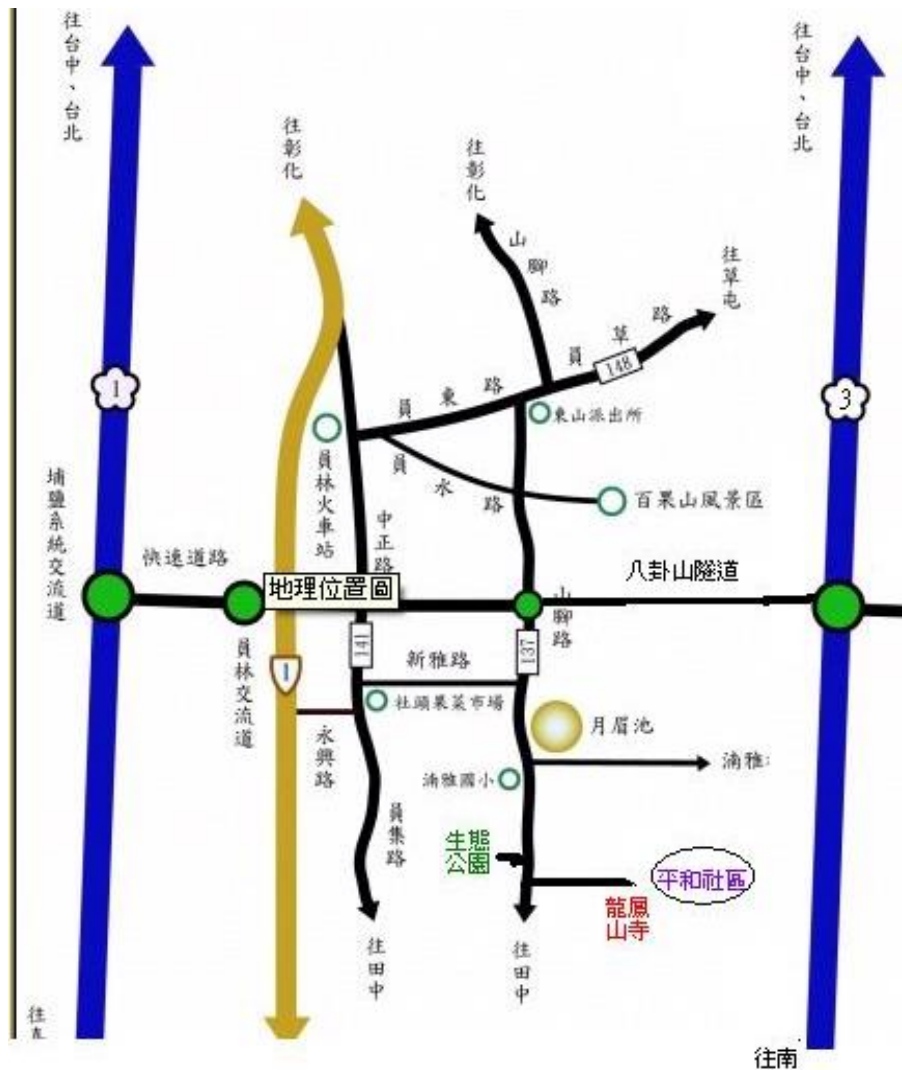 往台中、台北
往台中、台北
往彰化
往彰化
山腳路
往草屯
員草路
148
員東路
1
3
東山派出所
員林火車站
員水路
百果山風景區
埔鹽系統交流道
快速道路
中正路
八卦山隧道
地理位置圖
山腳路
員林交流道
141
137
新雅路
1
社頭果菜市場
永興路
月眉池
湳雅
湳雅國小
員集路
生態
公園
平和社區
龍鳳
山寺
往田中
往田中
往
往南